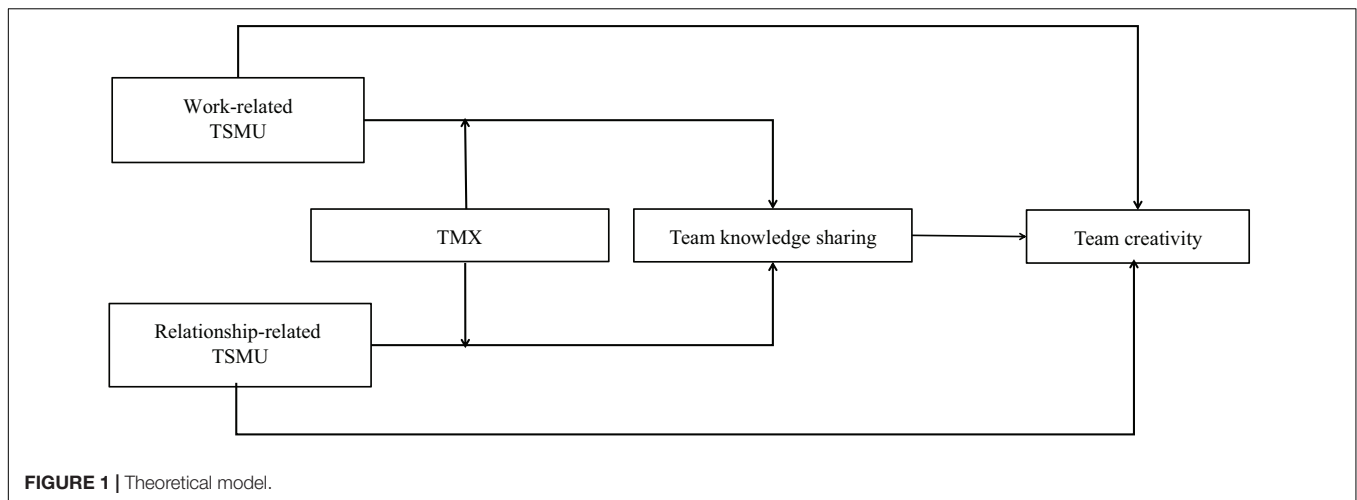 Work-related
TSMU
TMX
Team knowledge sharing
Team creativity
Relationship-related
TSMU
FIGURE 1 | Theoretical model.